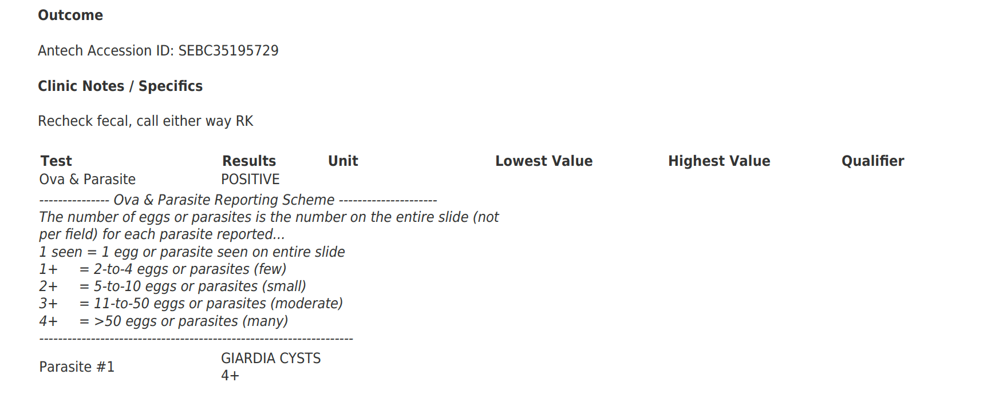 Outcome
Antech Accession ID: SEBC35195729
Clinic Notes / Specifics
Recheck fecal, call either way RK
Test Results Unit Lowest Value Highest Value Qualifier
Ova & Parasite POSITIVE
--------------- Ova & Parasite Reporting Scheme ---------------------
The number of eggs or parasites is the number on the entire slide (not
per field) for each parasite reported...
1 seen = 1 egg or parasite seen on entire slide
1+ = 2-to-4 eggs or parasites (few)
2+ = 5-to-10 eggs or parasites (small)
3+ = 11-to-50 eggs or parasites (moderate)
4+ = >50 eggs or parasites (many)
-------------------------------------------------------------------
Parasite #1 GIARDIA CYSTS
4+